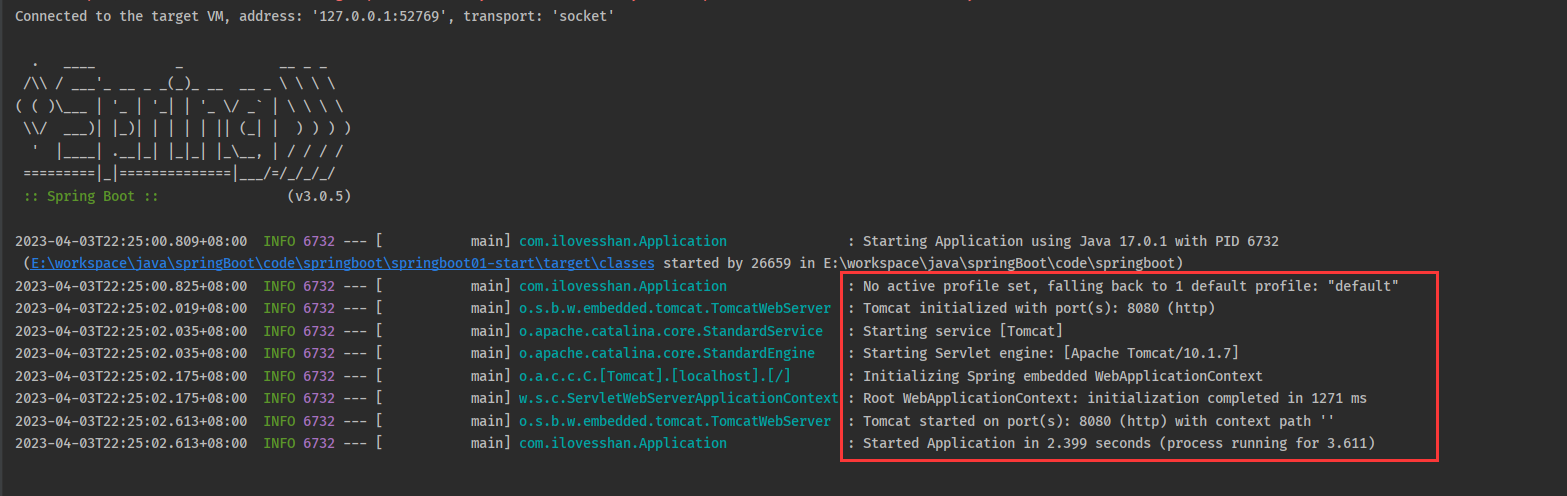 Connected to the target VM, address: '127.0.0.1:52769', transport: 'socket'
  .   ____          _            __ _ _
 /\\ / ___'_ __ _ _(_)_ __  __ _ \ \ \ \
( ( )\___ | '_ | '_| | '_ \/ _` | \ \ \ \
 \\/  ___)| |_)| | | | | || (_| |  ) ) ) )
  '  |____| .__|_| |_|_| |_\__, | / / / /
 =========|_|==============|___/=/_/_/_/
 :: Spring Boot ::                (v3.0.5)
2023-04-03T22:25:00.809+08:00  INFO 6732 --- [           main] com.ilovesshan.Application               : Starting Application using Java 17.0.1 with PID 6732
 (E:\workspace\java\springBoot\code\springboot\springboot01-start\target\classes started by 26659 in E:\workspace\java\springBoot\code\springboot)
2023-04-03T22:25:00.825+08:00  INFO 6732 --- [           main] com.ilovesshan.Application               : No active profile set, falling back to 1 default profile: "default"
2023-04-03T22:25:02.019+08:00  INFO 6732 --- [           main] o.s.b.w.embedded.tomcat.TomcatWebServer  : Tomcat initialized with port(s): 8080 (http)
2023-04-03T22:25:02.035+08:00  INFO 6732 --- [           main] o.apache.catalina.core.StandardService   : Starting service [Tomcat]
2023-04-03T22:25:02.035+08:00  INFO 6732 --- [           main] o.apache.catalina.core.StandardEngine    : Starting Servlet engine: [Apache Tomcat/10.1.7]
2023-04-03T22:25:02.175+08:00  INFO 6732 --- [           main] o.a.c.c.C.[Tomcat].[localhost].[/]       : Initializing Spring embedded WebApplicationContext
2023-04-03T22:25:02.175+08:00  INFO 6732 --- [           main] w.s.c.ServletWebServerApplicationContext : Root WebApplicationContext: initialization completed in 1271 ms
2023-04-03T22:25:02.613+08:00  INFO 6732 --- [           main] o.s.b.w.embedded.tomcat.TomcatWebServer  : Tomcat started on port(s): 8080 (http) with context path ''
2023-04-03T22:25:02.613+08:00  INFO 6732 --- [           main] com.ilovesshan.Application               : Started Application in 2.399 seconds (process running for 3.611)